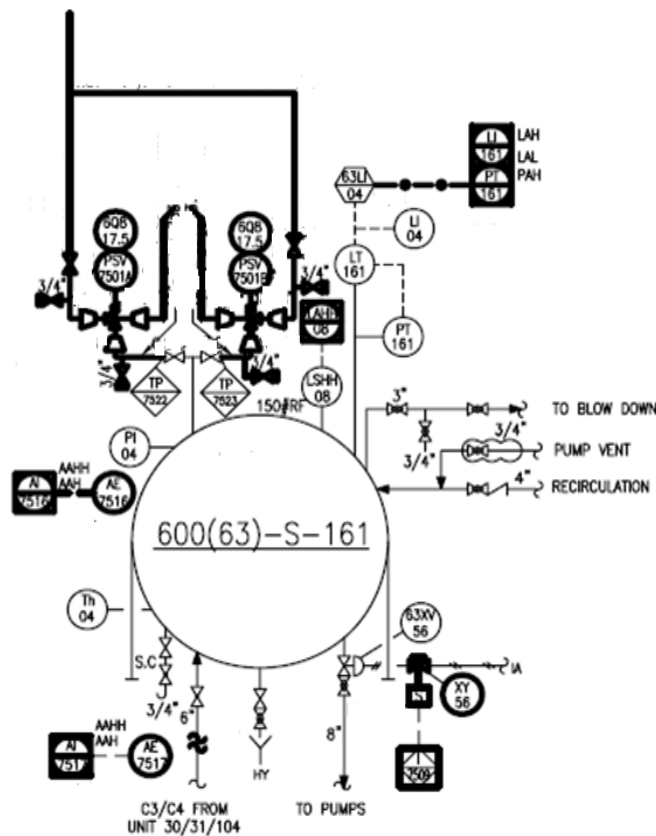 LI
161
LAH
LAL
PT
161
PAH
63LI
04
LI
04
6QB
17.5
6QB
17.5
PSV
7501A
PSV
7501B
LT
161
3/4"
3/4"
LAHH
08
PT
161
3/4"
3/4"
TP
7522
TP
7523
LSHH
08
150#RF
3"
TO BLOW DOWN
3/4"
3/4"
PUMP VENT
PI
04
4"
RECIRCULATION
AAHH
AAH
AI
7516
AE
7516
600(63)-S-161
Th
04
63XV
56
S.C
IA
XY
56
S
3/4"
6"
8"
AAHH
AAH
AI
7517
AE
7517
7509
HY
C3/C4 FROM
UNIT 30/31/104
TO PUMPS